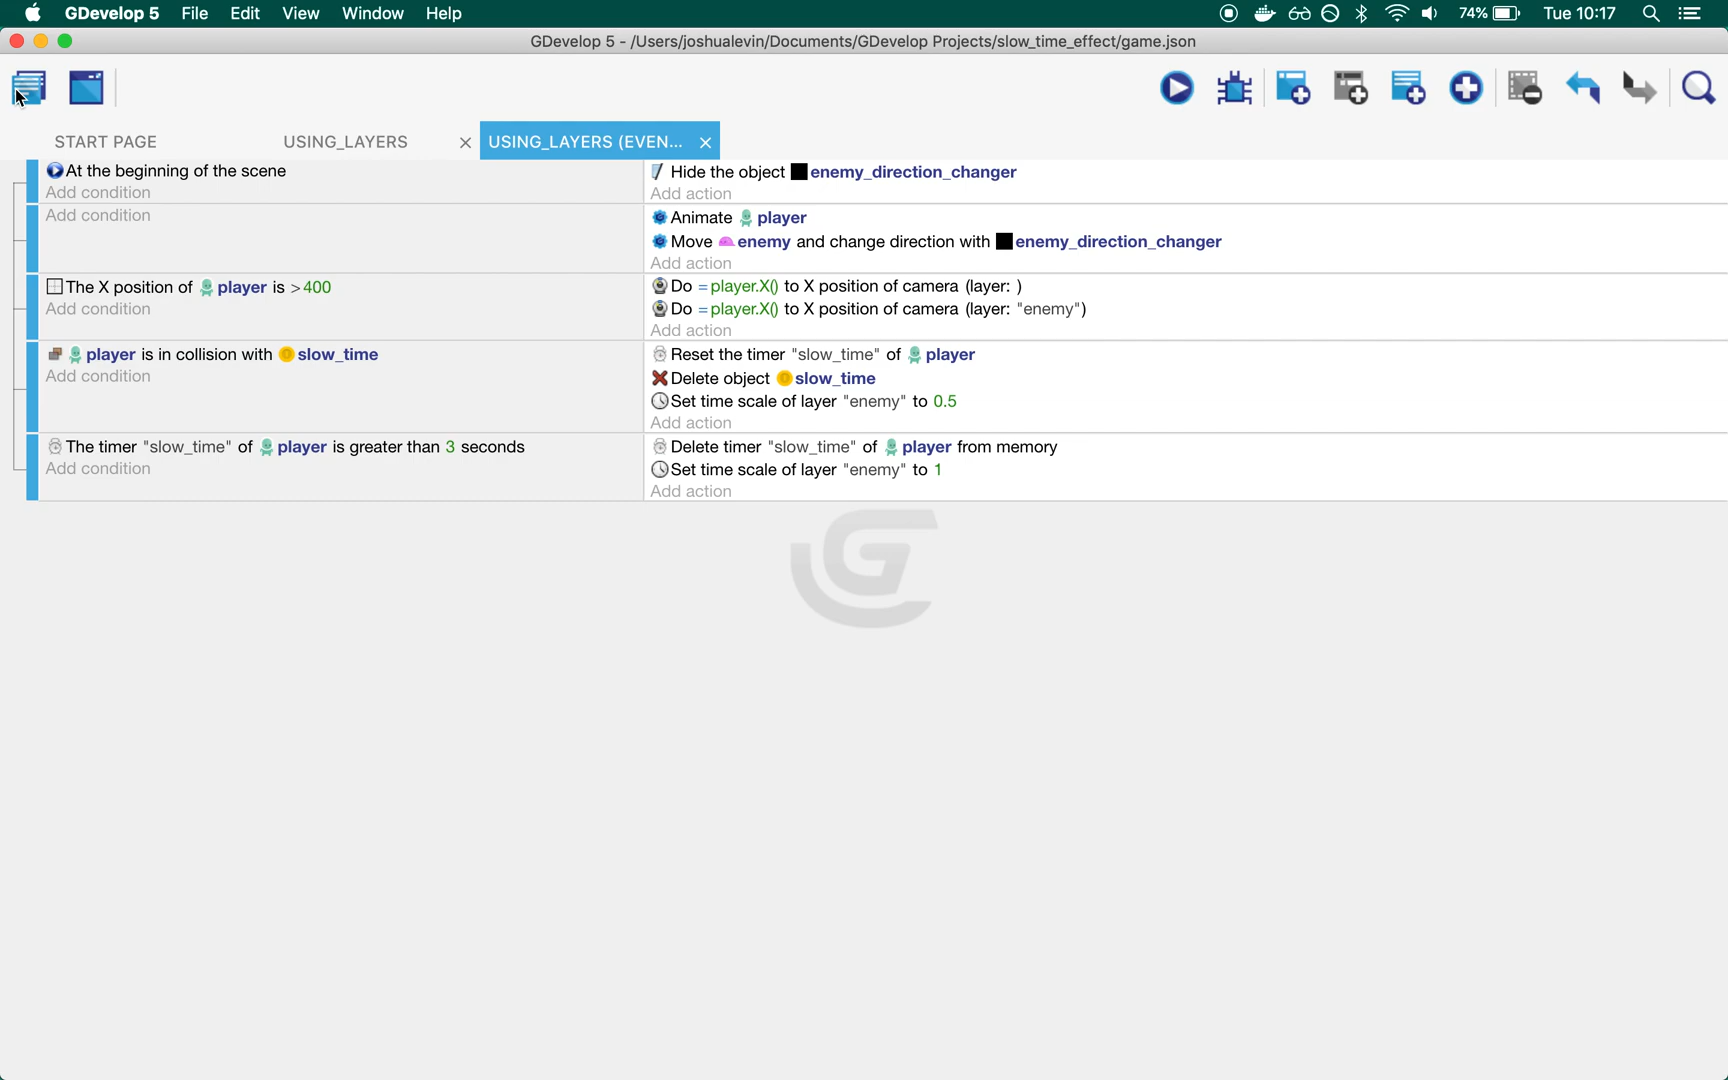 GDevelop 5 File Edit View Window Help 74% Tue 10:17
GDevelop 5 - /Users/joshualevin/Documents/GDevelop Projects/slow_time_effect/game.json
START PAGE USING_LAYERS USING_LAYERS (EVEN...
At the beginning of the scene
Add condition
Hide the object enemy_direction_changer
Add action
Add condition
Animate player
Move enemy and change direction with enemy_direction_changer
Add action
The X position of player is >400
Add condition
Do =player.X() to X position of camera (layer: )
Do =player.X() to X position of camera (layer: "enemy")
Add action
player is in collision with slow_time
Add condition
Reset the timer "slow_time" of player
Delete object slow_time
Set time scale of layer "enemy" to 0.5
Add action
The timer "slow_time" of player is greater than 3 seconds
Add condition
Delete timer "slow_time" of player from memory
Set time scale of layer "enemy" to 1
Add action